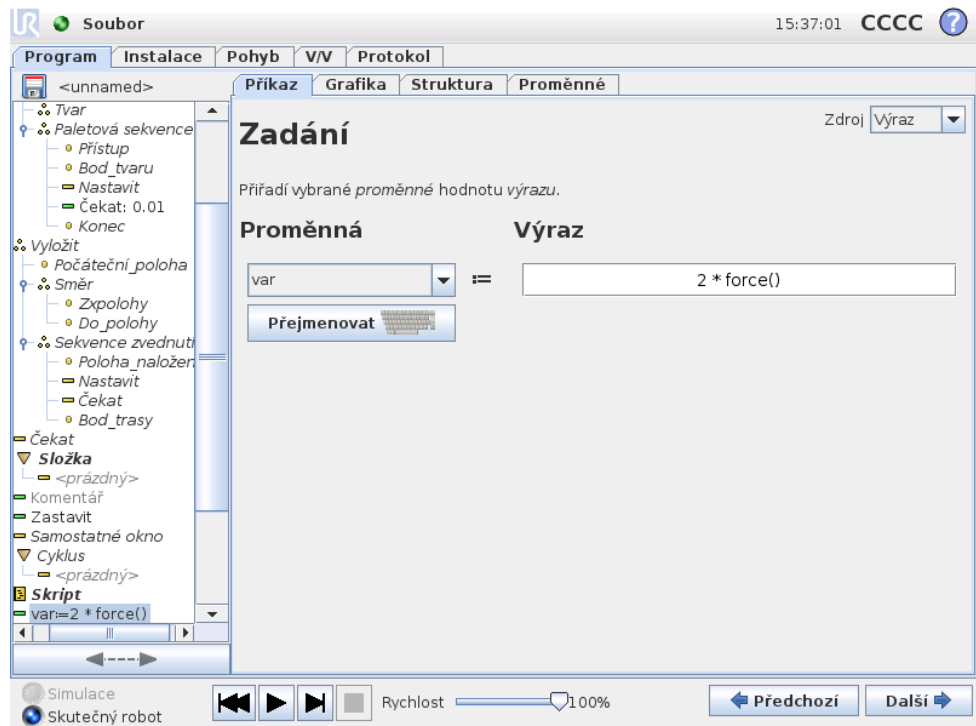 UR Soubor 15:37:01 CCCC ?
Program Instalace Pohyb V/V Protokol
<unnamed>
Příkaz Grafika Struktura Proměnné
Tvar
Paletová sekvence
Přístup
Bod_tvaru
Nastavit
Čekat: 0.01
Konec
Vyložit
Počáteční_poloha
Směr
Zxpolohy
Do_polohy
Sekvence zvednutí
Poloha_naložen
Nastavit
Čekat
Bod_trasy
Čekat
Složka
<prázdný>
Komentář
Zastavit
Samostatné okno
Cyklus
<prázdný>
Skript
var:=2 * force()
Zadání
Zdroj Výraz
Přiřadí vybrané proměnné hodnotu výrazu.
Proměnná Výraz
var := 2 * force()
Přejmenovat
Simulace
Skutečný robot
Rychlost 100%
Předchozí Další